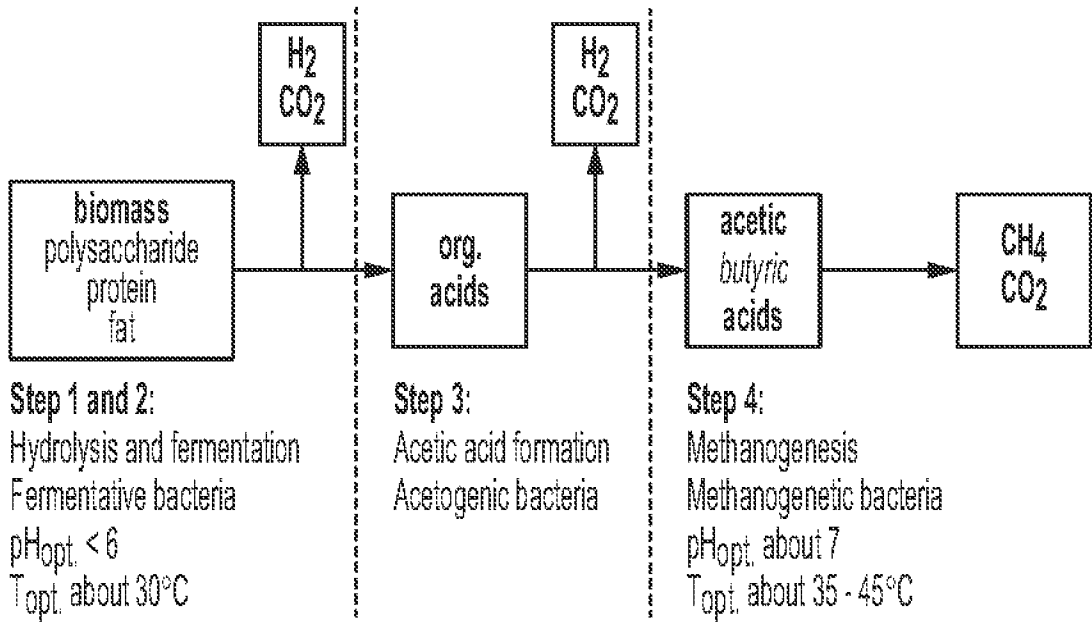 H2
CO2
H2
CO2
biomass
polysaccharide
protein
fat
org.
acids
acetic
butyric
acids
CH4
CO2
Step 1 and 2:
Hydrolysis and fermentation
Fermentative bacteria
pHopt. < 6
Topt. about 30°C
Step 3:
Acetic acid formation
Acetogenic bacteria
Step 4:
Methanogenesis
Methanogenetic bacteria
pHopt. about 7
Topt. about 35 - 45°C